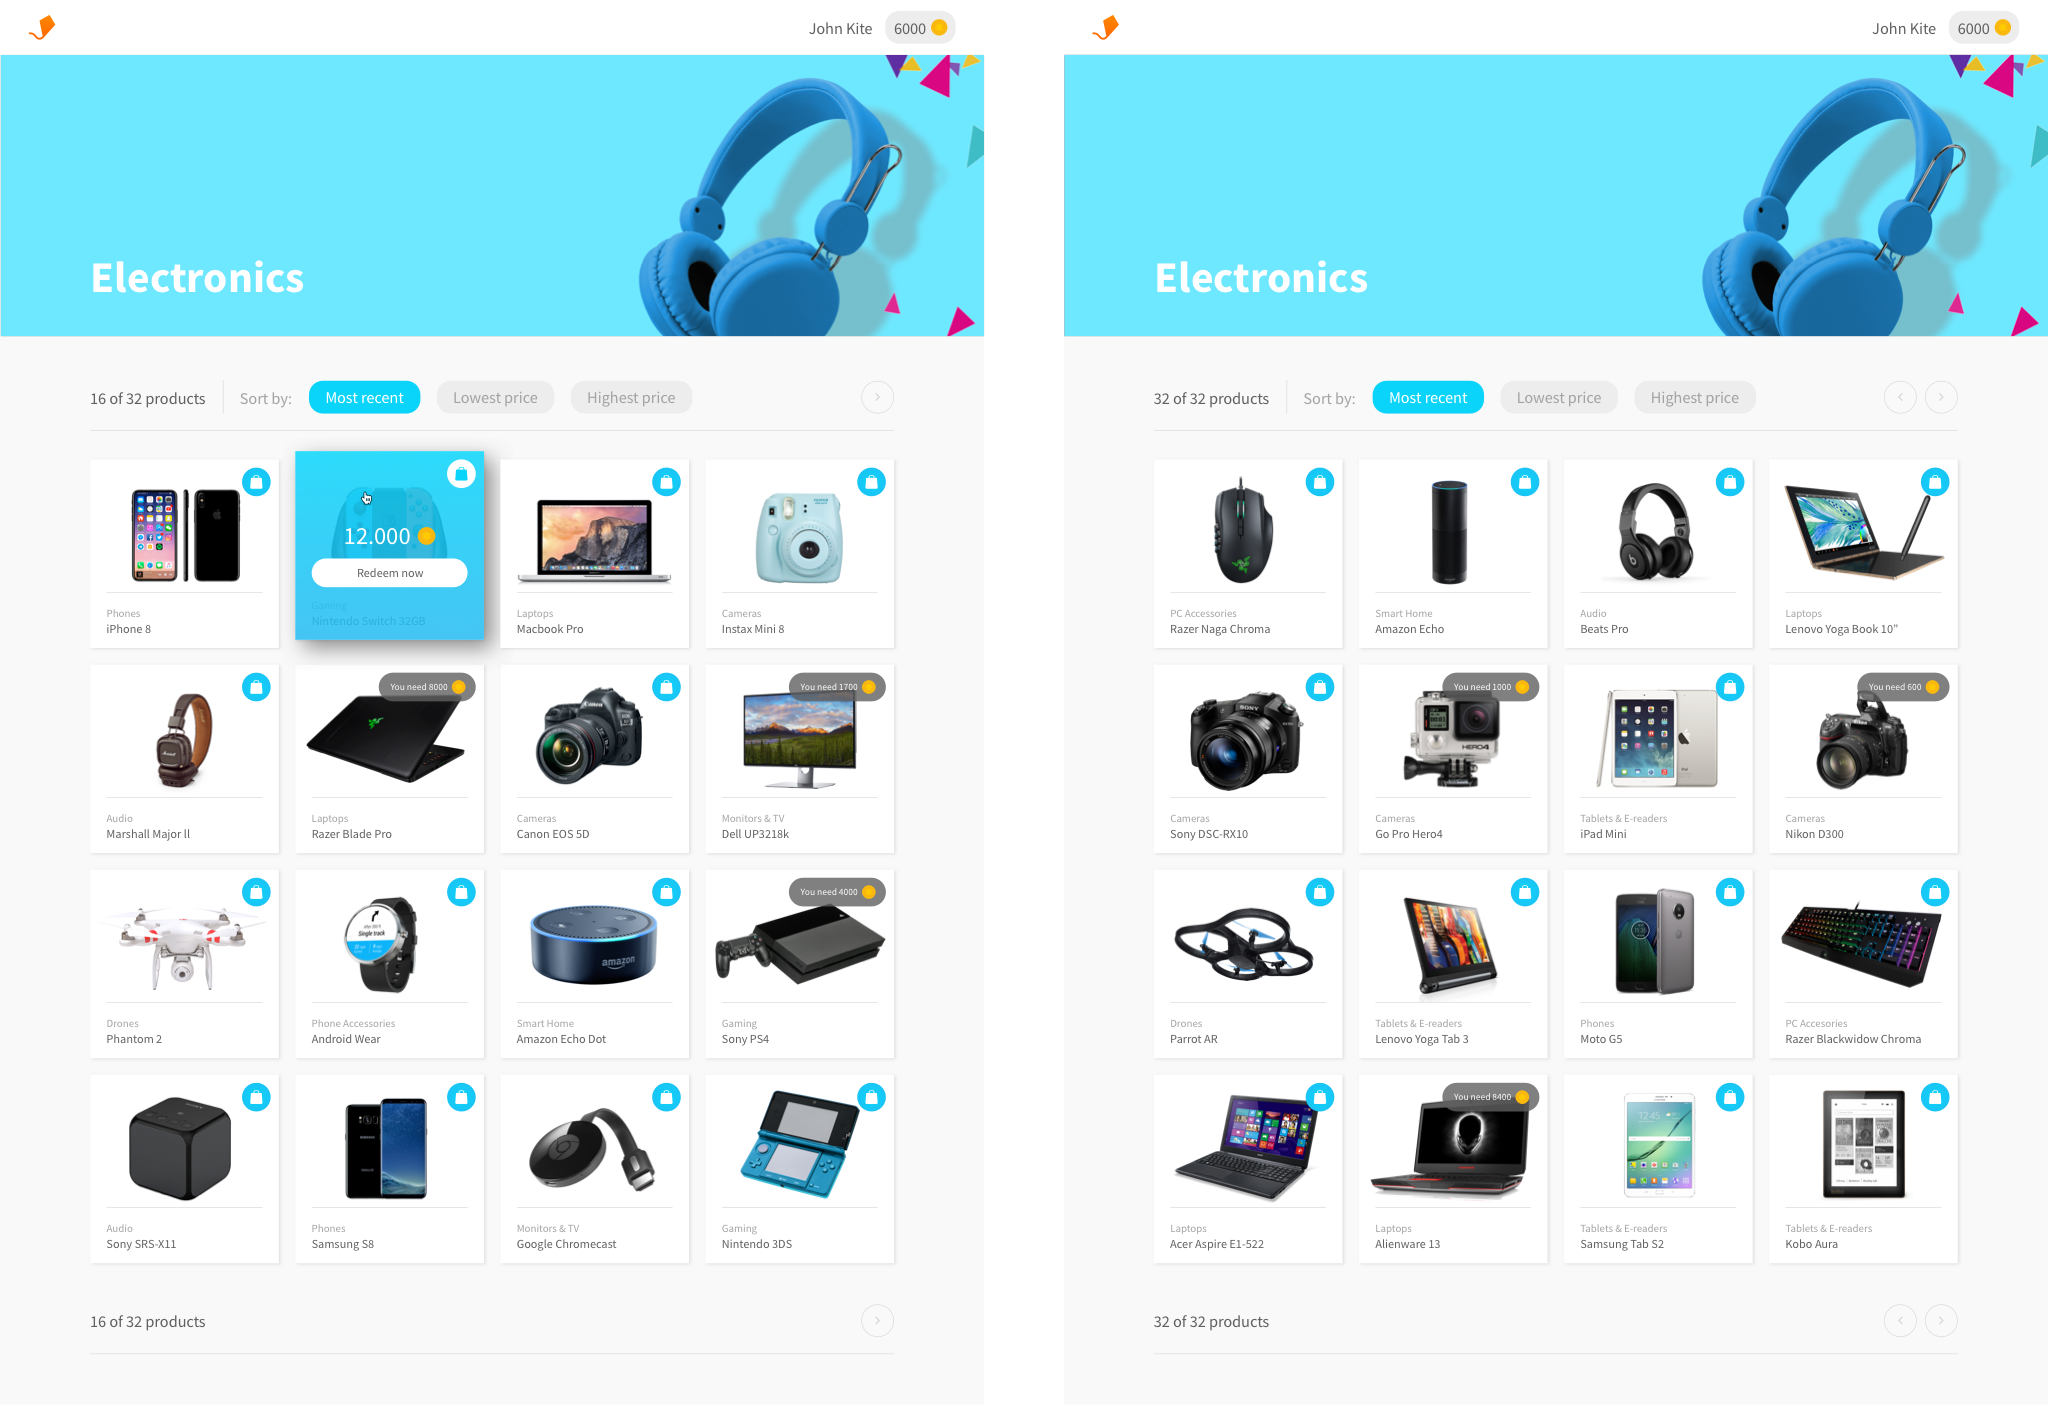 John Kite 6000
Electronics
16 of 32 products Sort by: Most recent Lowest price Highest price
12.000
Redeem now
Phones
iPhone 8
Gaming
Nintendo Switch 32GB
Laptops
Macbook Pro
Cameras
Instax Mini 8
You need 8000
You need 1700
Audio
Marshall Major ll
Laptops
Razer Blade Pro
Cameras
Canon EOS 5D
Monitors & TV
Dell UP3218k
You need 4000
Single track
amazon
Drones
Phantom 2
Phone Accessories
Android Wear
Smart Home
Amazon Echo Dot
Gaming
Sony PS4
Audio
Sony SRS-X11
Phones
Samsung S8
Monitors & TV
Google Chromecast
Gaming
Nintendo 3DS
16 of 32 products
John Kite 6000
Electronics
32 of 32 products Sort by: Most recent Lowest price Highest price
PC Accessories
Razer Naga Chroma
Smart Home
Amazon Echo
Audio
Beats Pro
Laptops
Lenovo Yoga Book 10”
You need 1000
You need 600
SONY
HERO4
Cameras
Sony DSC-RX10
Cameras
Go Pro Hero4
Tablets & E-readers
iPad Mini
Cameras
Nikon D300
Drones
Parrot AR
Tablets & E-readers
Lenovo Yoga Tab 3
Phones
Moto G5
PC Accesories
Razer Blackwidow Chroma
You need 8400
12:45
Laptops
Acer Aspire E1-522
Laptops
Alienware 13
Tablets & E-readers
Samsung Tab S2
Tablets & E-readers
Kobo Aura
32 of 32 products